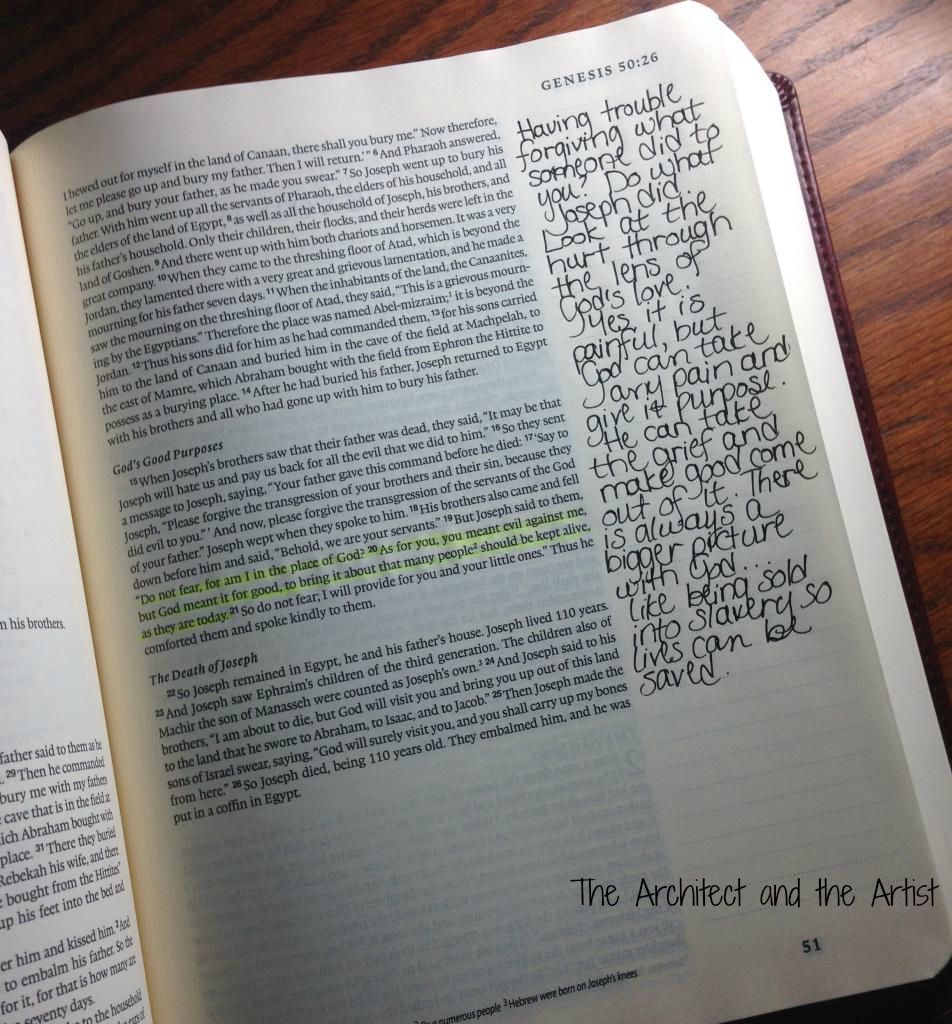 GENESIS 50:26
I hewed out for myself in the land of Canaan, there shall you bury me.” Now therefore,
let me please go up and bury my father. Then I will return.’” 6 And Pharaoh answered,
“Go up, and bury your father, as he made you swear.” 7 So Joseph went up to bury his
father. With him went up all the servants of Pharaoh, the elders of his household, and all
the elders of the land of Egypt, 8 as well as all the household of Joseph, his brothers, and
his father’s household. Only their children, their flocks, and their herds were left in the
land of Goshen. 9 And there went up with him both chariots and horsemen. It was a very
great company. 10 When they came to the threshing floor of Atad, which is beyond the
Jordan, they lamented there with a very great and grievous lamentation, and he made a
mourning for his father seven days. 11 When the inhabitants of the land, the Canaanites,
saw the mourning on the threshing floor of Atad, they said, “This is a grievous mourn-
ing by the Egyptians.” Therefore the place was named Abel-mizraim;1 it is beyond the
Jordan. 12 Thus his sons did for him as he had commanded them, 13 for his sons carried
him to the land of Canaan and buried him in the cave of the field at Machpelah, to
the east of Mamre, which Abraham bought with the field from Ephron the Hittite to
possess as a burying place. 14 After he had buried his father, Joseph returned to Egypt
with his brothers and all who had gone up with him to bury his father.
God’s Good Purposes
15 When Joseph’s brothers saw that their father was dead, they said, “It may be that
Joseph will hate us and pay us back for all the evil that we did to him.” 16 So they sent
a message to Joseph, saying, “Your father gave this command before he died: 17 ‘Say to
Joseph, “Please forgive the transgression of your brothers and their sin, because they
did evil to you.”’ And now, please forgive the transgression of the servants of the God
of your father.” Joseph wept when they spoke to him. 18 His brothers also came and fell
down before him and said, “Behold, we are your servants.” 19 But Joseph said to them,
“Do not fear, for am I in the place of God? 20 As for you, you meant evil against me,
but God meant it for good, to bring it about that many people2 should be kept alive,
as they are today. 21 So do not fear; I will provide for you and your little ones.” Thus he
comforted them and spoke kindly to them.
The Death of Joseph
22 So Joseph remained in Egypt, he and his father’s house. Joseph lived 110 years.
23 And Joseph saw Ephraim’s children of the third generation. The children also of
Machir the son of Manasseh were counted as Joseph’s own.3 24 And Joseph said to his
brothers, “I am about to die, but God will visit you and bring you up out of this land
to the land that he swore to Abraham, to Isaac, and to Jacob.” 25 Then Joseph made the
sons of Israel swear, saying, “God will surely visit you, and you shall carry up my bones
from here.” 26 So Joseph died, being 110 years old. They embalmed him, and he was
put in a coffin in Egypt.
Having trouble
forgiving what
someone did to
you? Do what
Joseph did.
Look at the
hurt through
the lens of
God's love.
Yes it is
painful, but
God can take
any pain and
give it purpose.
He can take
the grief and
make good come
out of it. There
is always a
bigger picture
with God...
like being sold
into slavery so
lives can be
saved.
n his brothers.
father said to them as he
29 Then he commanded
bury me with my fathers
cave that is in the field at
ich Abraham bought with
place. 31 There they buried
Rebekah his wife, and there
bought from the Hittites.”
up his feet into the bed and
er him and kissed him. 2 And
to embalm his father. So the
for it, for that is how many are
seventy days.
to the household
numerous people 3 Hebrew were born on Joseph’s knees
The Architect and the Artist
51